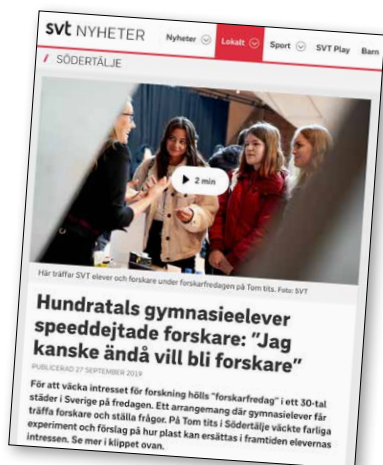 svt NYHETER Nyheter Lokalt Sport SVT Play Barn
/ SÖDERTÄLJE
2 min
Här träffar SVT elever och forskare under forskarfredagen på Tom tits. Foto: SVT
Hundratals gymnasieelever
speeddejtade forskare: ”Jag
kanske ändå vill bli forskare”
PUBLICERAD 27 SEPTEMBER 2019
För att väcka intresset för forskning hölls ”forskarfredag” i ett 30-tal
städer i Sverige på fredagen. Ett arrangemang där gymnasieelever får
träffa forskare och ställa frågor. På Tom tits i Södertälje väckte farliga
experiment och förslag på hur plast kan ersättas i framtiden elevernas
intressen. Se mer i klippet ovan.